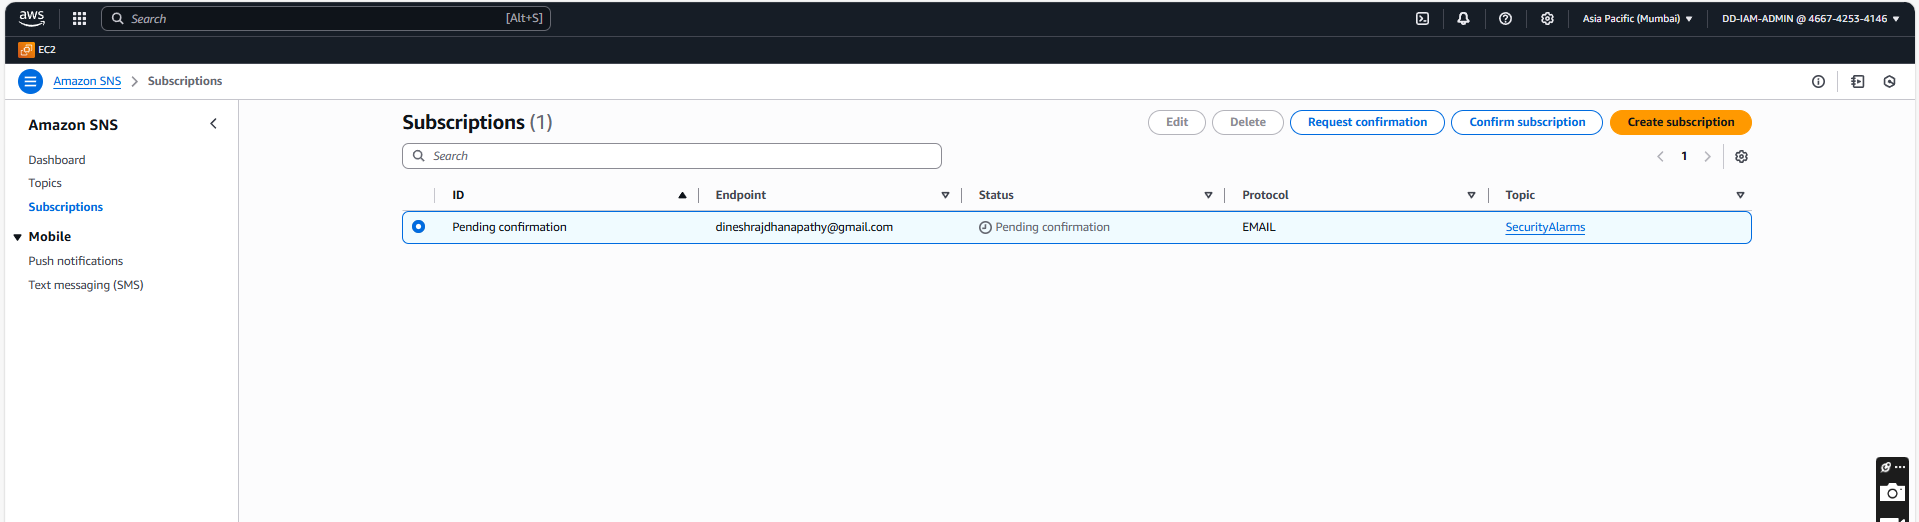 aws
Search [Alt+S] Asia Pacific (Mumbai) DD-IAM-ADMIN @ 4667-4253-4146
EC2
Amazon SNS Subscriptions
Amazon SNS
Dashboard
Topics
Subscriptions
Mobile
Push notifications
Text messaging (SMS)
Subscriptions (1) Edit Delete Request confirmation Confirm subscription Create subscription
Search 1
ID Endpoint Status Protocol Topic
Pending confirmation dineshrajdhanapathy@gmail.com Pending confirmation EMAIL SecurityAlarms